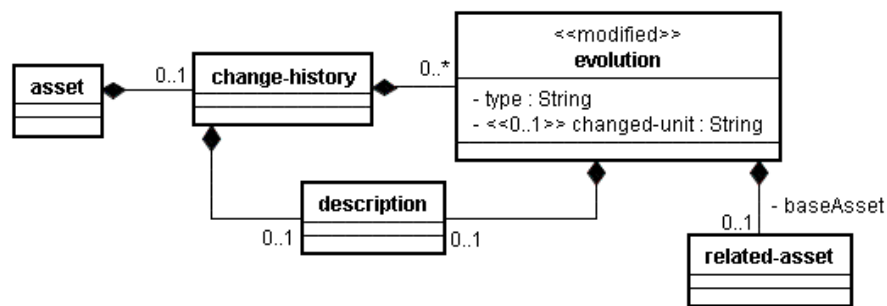 <<modified>>
evolution
asset
0..1
change-history
0..*
- type : String
- <<0..1>> changed-unit : String
description
0..1
0..1
- baseAsset
0..1
related-asset